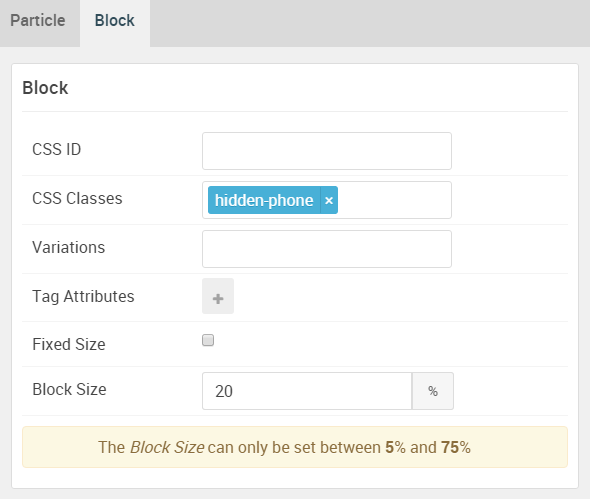 Particle Block
Block
CSS ID
CSS Classes hidden-phone ×
Variations
Tag Attributes +
Fixed Size
Block Size 20 %
The Block Size can only be set between 5% and 75%